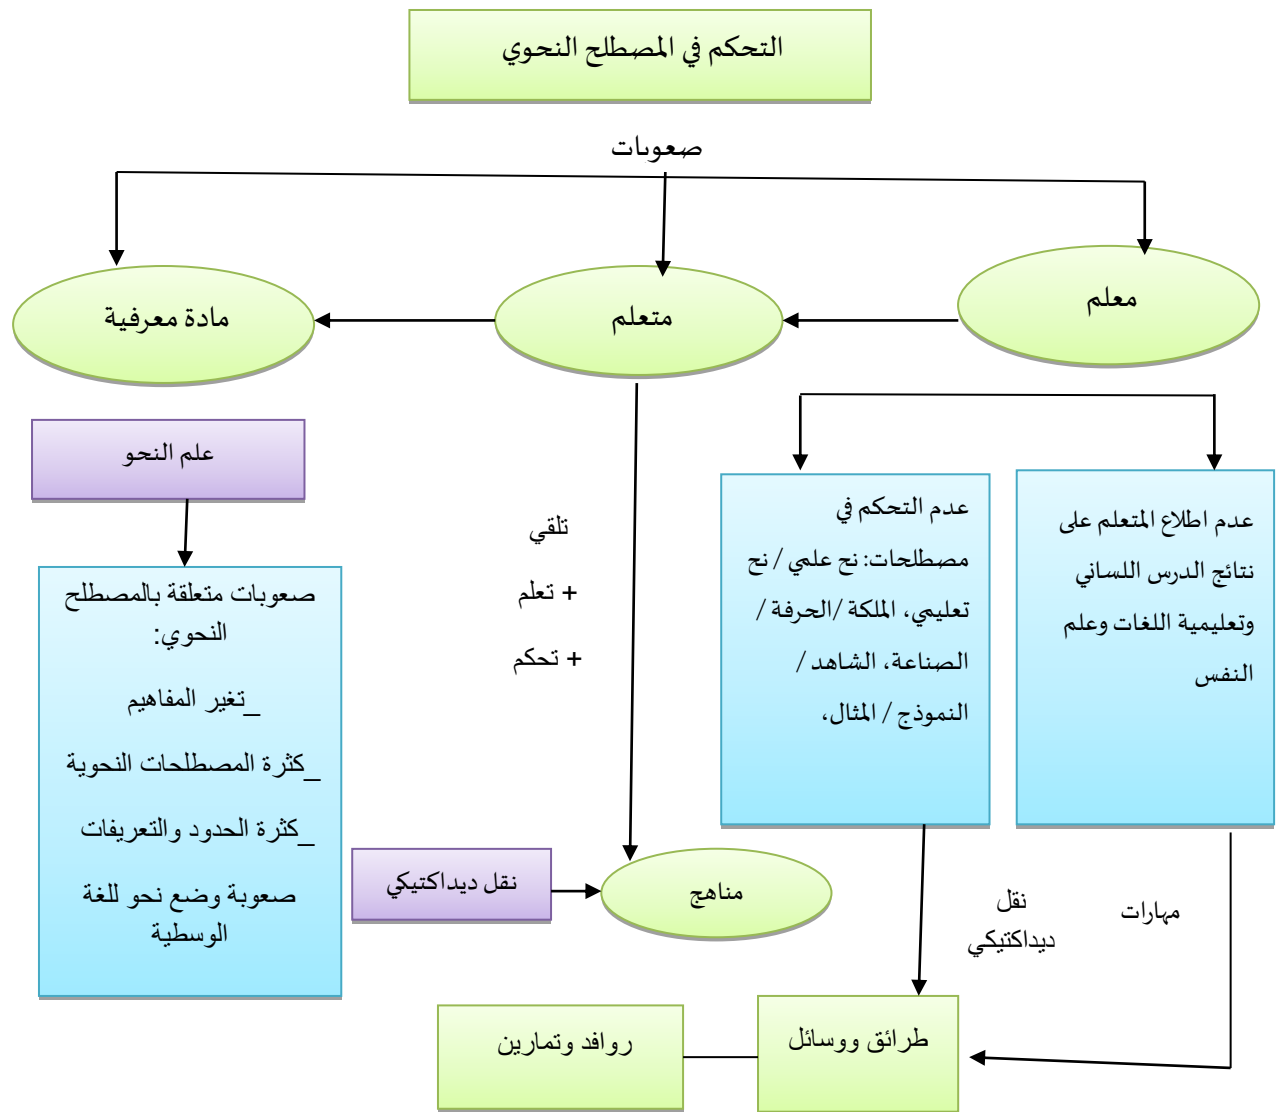 التحكم في المصطلح النحوي
صعوبات
معلم
متعلم
مادة معرفية
عدم اطلاع المتعلم على
نتائج الدرس اللساني
وتعليمية اللغات وعلم
النفس
عدم التحكم في
مصطلحات: نح علمي / نح
تعليمي، الملكة /الحرفة /
الصناعة، الشاهد /
النموذج / المثال،
تلقي
+ تعلم
+ تحكم
علم النحو
صعوبات متعلقة بالمصطلح
النحوي:
_تغير المفاهيم
_كثرة المصطلحات النحوية
_كثرة الحدود والتعريفات
صعوبة وضع نحو للغة
الوسطية
مناهج
نقل ديداكتيكي
مهارات
نقل
ديداكتيكي
طرائق ووسائل
روافد وتمارين